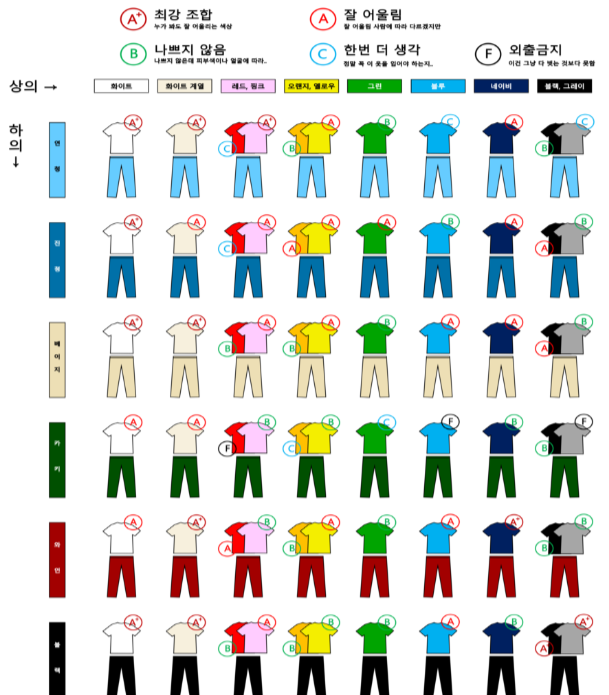 A+ 최강 조합
누가 봐도 잘 어울리는 색상
A 잘 어울림
잘 어울림 사람에 따라 다르겠지만
B 나쁘지 않음
나쁘지 않은데 피부색이나 얼굴에 따라..
C 한번 더 생각
정말 꼭 이 옷을 입어야 하는지..
F 외출금지
이건 그냥 다 벗는 것보다 못함
상의 →
화이트 화이트 계열 레드, 핑크 오렌지, 옐로우 그린 블루 네이비 블랙, 그레이
하의 ↓
연청
A+ A+ C A+ B A B C A B C
진청
A+ A C A A A A B A A B
베이지
A+ A+ B A B A B A A A B
카키
A A F B C B C F B B F
와인
A A+ A B B A B A A+ B B
블랙
A+ A+ B A B B B A B A+ A+